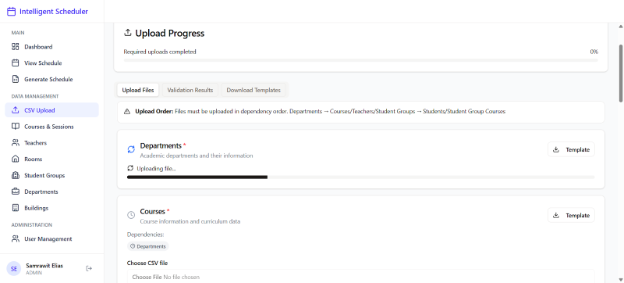 Intelligent Scheduler
MAIN
Dashboard
View Schedule
Generate Schedule
DATA MANAGEMENT
CSV Upload
Courses & Sessions
Teachers
Rooms
Student Groups
Departments
Buildings
ADMINISTRATION
User Management
SE
Samrawit Elias
ADMIN
Upload Progress
Required uploads completed 0%
Upload Files Validation Results Download Templates
Upload Order: Files must be uploaded in dependency order. Departments → Courses/Teachers/Student Groups → Students/Student Group Courses
Departments * Template
Academic departments and their information
Uploading file...
Courses * Template
Course information and curriculum data
Dependencies:
Departments
Choose CSV file
Choose file No file chosen